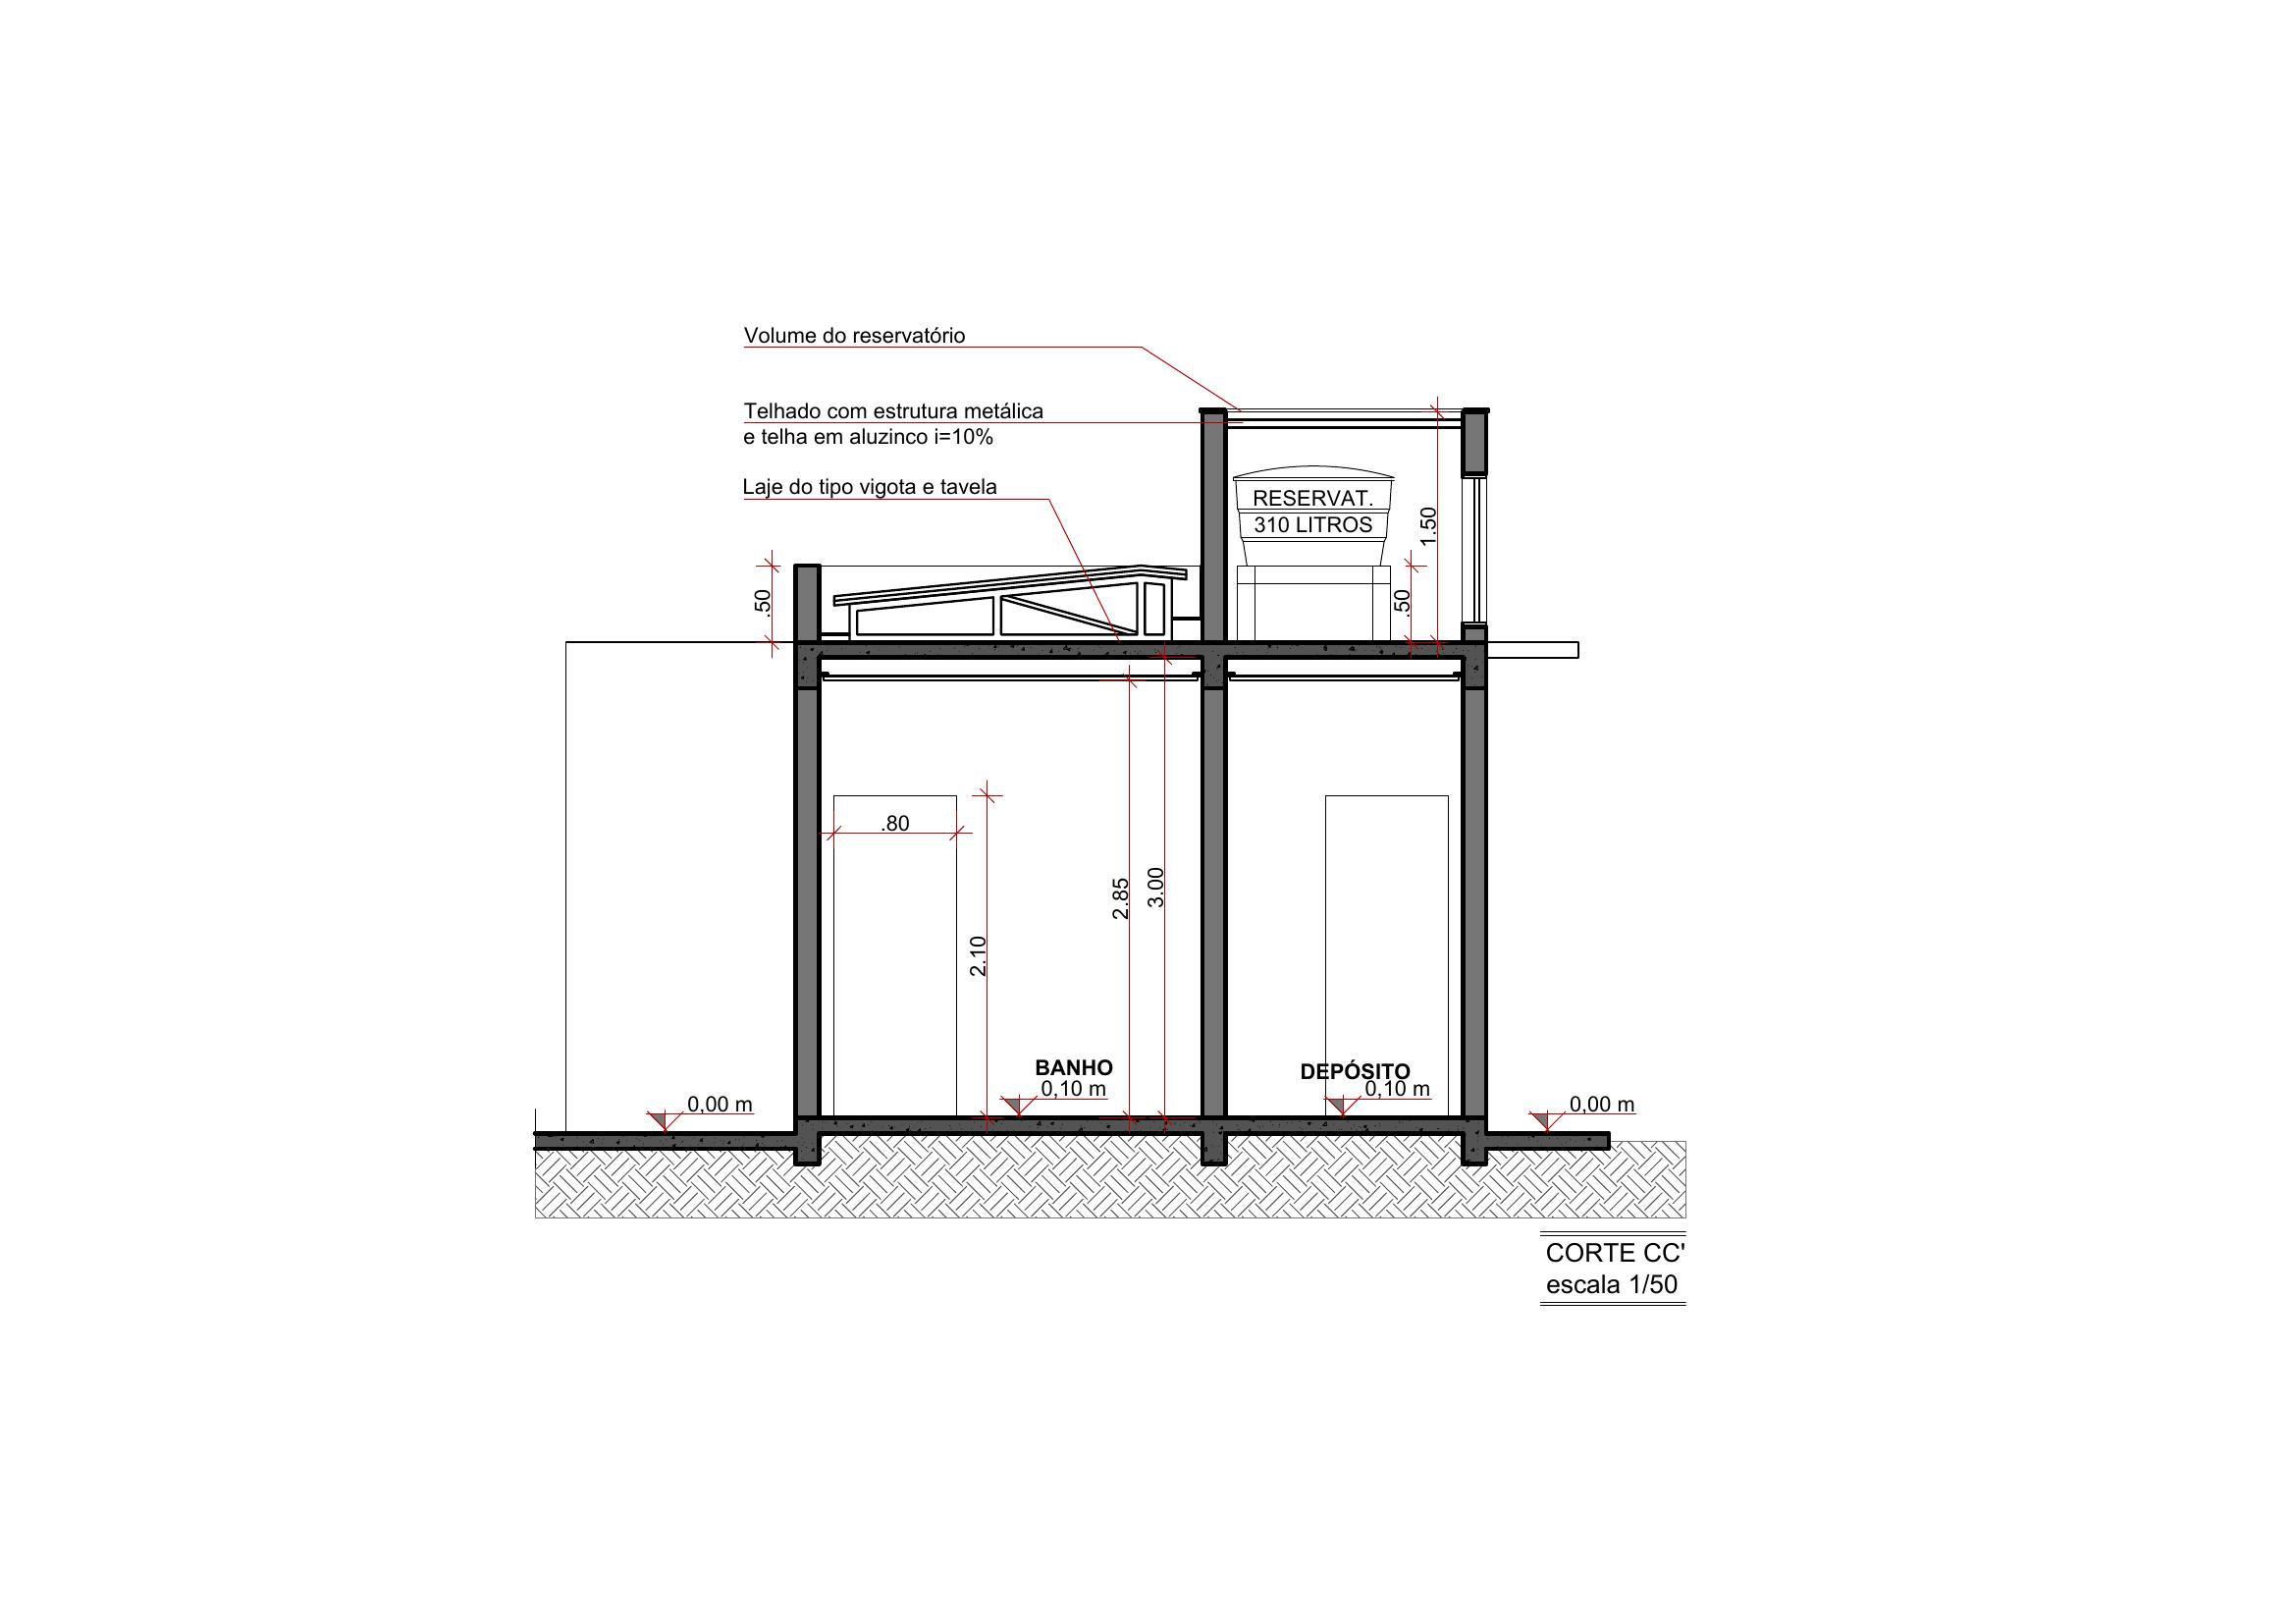 Volume do reservatório
Telhado com estrutura metálica
e telha em aluzinco i=10%
Laje do tipo vigota e tavela
RESERVAT.
310 LITROS
1.50
.50
.50
.80
2.85
3.00
2.10
BANHO
0,10 m
DEPÓSITO
0,10 m
0,00 m
0,00 m
CORTE CC'
escala 1/50